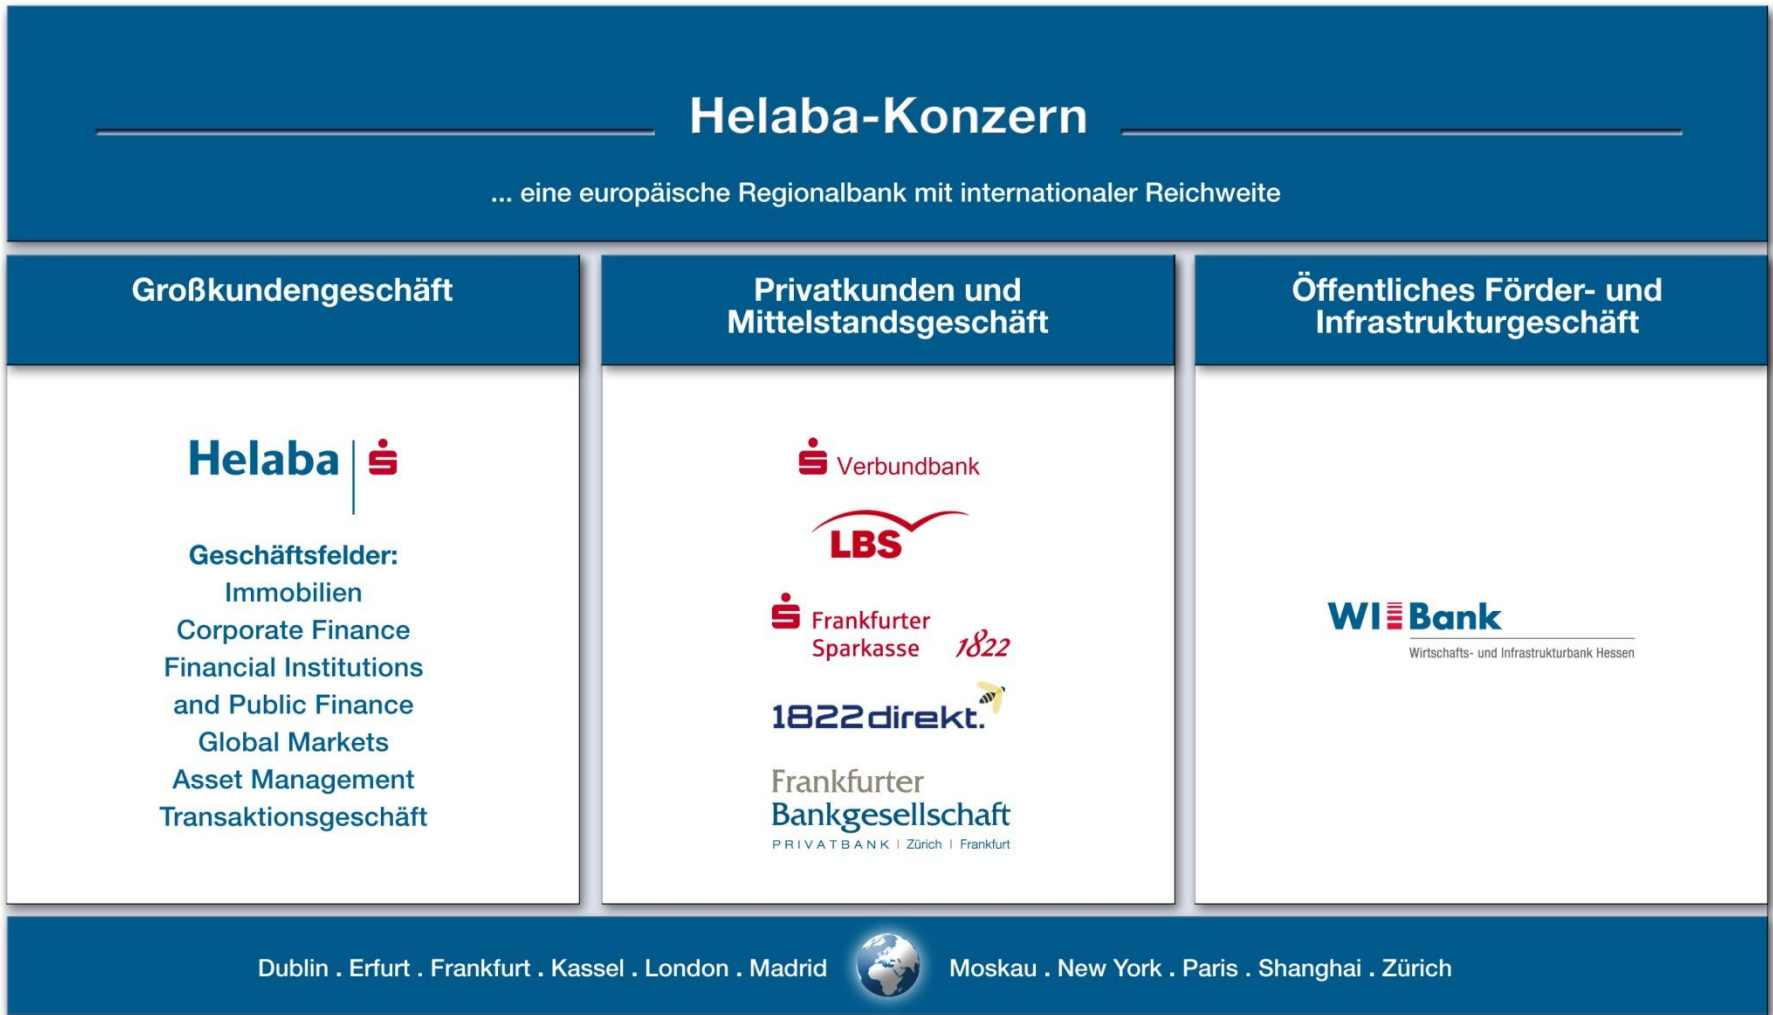 Helaba-Konzern
... eine europäische Regionalbank mit internationaler Reichweite
Großkundengeschäft
Helaba
Geschäftsfelder:
Immobilien
Corporate Finance
Financial Institutions
and Public Finance
Global Markets
Asset Management
Transaktionsgeschäft
Privatkunden und
Mittelstandsgeschäft
Verbundbank
LBS
Frankfurter
Sparkasse 1822
1822direkt.
Frankfurter
Bankgesellschaft
PRIVATBANK | Zürich | Frankfurt
Öffentliches Förder- und
Infrastrukturgeschäft
WIBank
Wirtschafts- und Infrastrukturbank Hessen
Dublin . Erfurt . Frankfurt . Kassel . London . Madrid Moskau . New York . Paris . Shanghai . Zürich